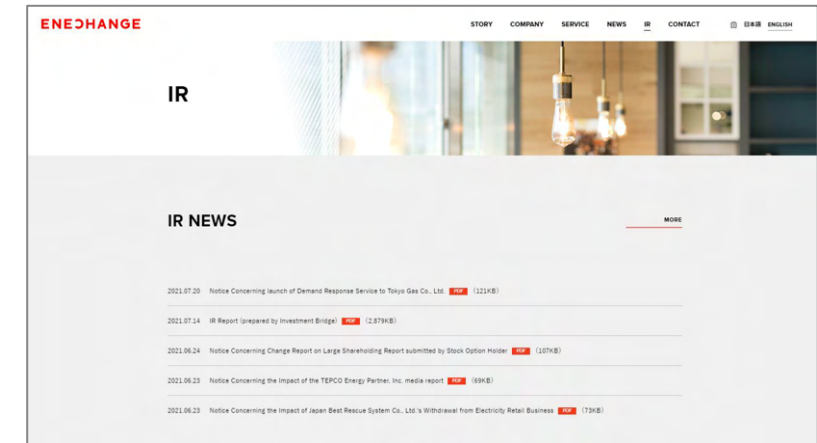 ENECHANGE
STORY COMPANY SERVICE NEWS IR CONTACT 日本語 ENGLISH
IR
IR NEWS
MORE
2021.07.20 Notice Concerning launch of Demand Response Service to Tokyo Gas Co., Ltd. PDF (121KB)
2021.07.14 IR Report (prepared by Investment Bridge) PDF (2,879KB)
2021.06.24 Notice Concerning Change Report on Large Shareholding Report submitted by Stock Option Holder PDF (107KB)
2021.06.23 Notice Concerning the Impact of the TEPCO Energy Partner, Inc. media report PDF (69KB)
2021.06.23 Notice Concerning the Impact of Japan Best Rescue System Co., Ltd.'s Withdrawal from Electricity Retail Business PDF (73KB)